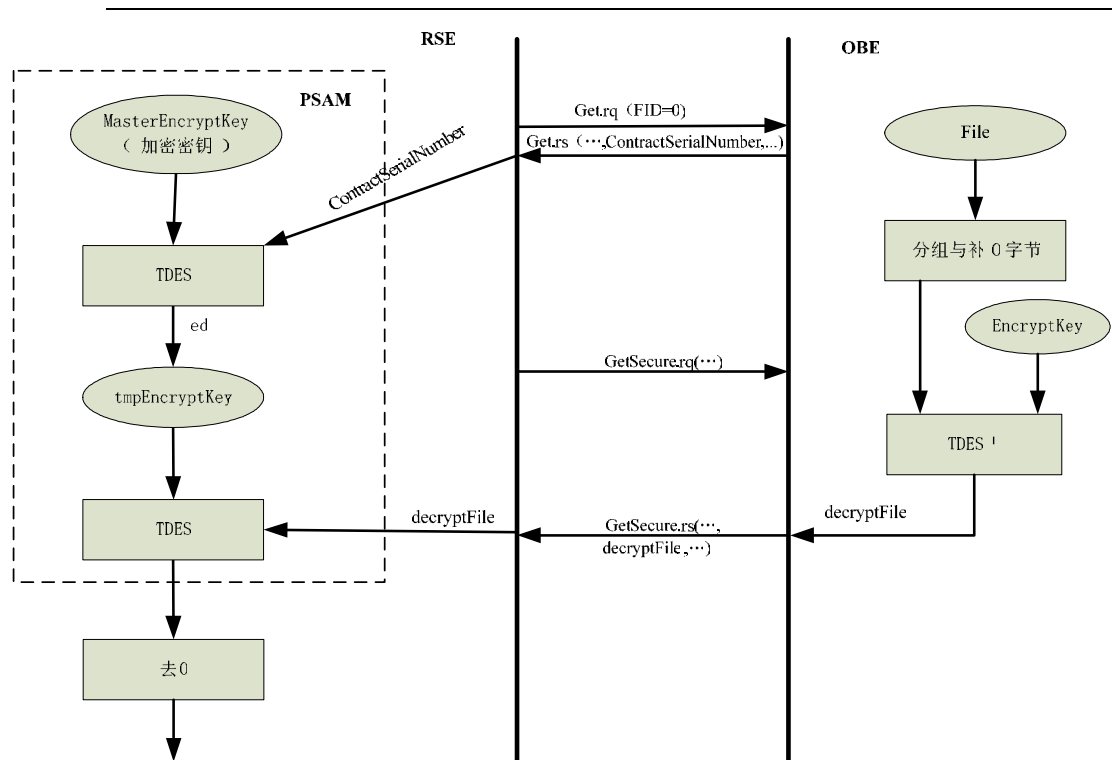 RSE
OBE
PSAM
MasterEncryptKey
( 加密密钥 )
Get.rq (FID=0)
Get.rs (…,ContractSerialNumber,...)
File
ContractSerialNumber
TDES
分组与补 0 字节
ed
EncryptKey
GetSecure.rq(…)
tmpEncryptKey
TDES ˡ
TDES
decryptFile
GetSecure.rs(…,
decryptFile,…)
decryptFile
去0